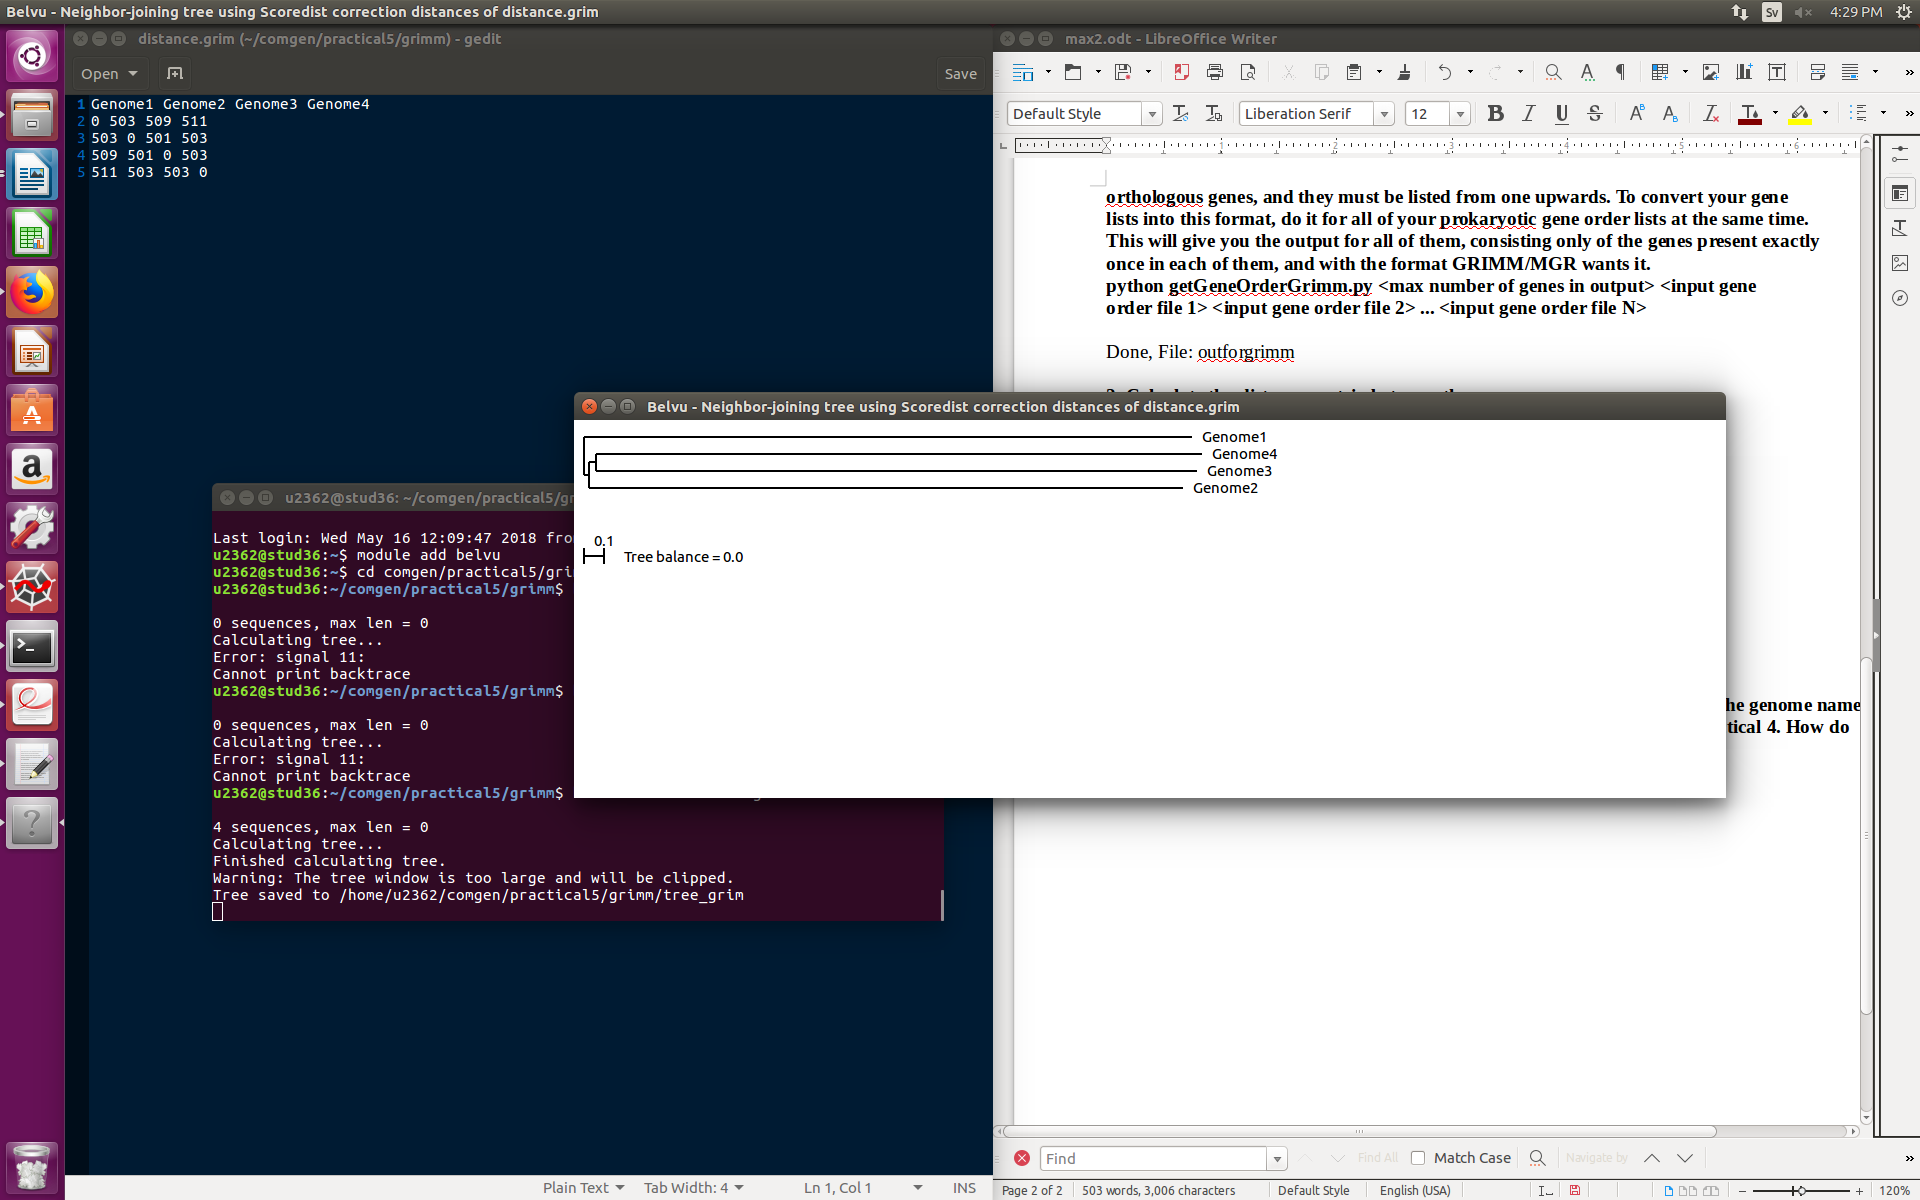 Belvu - Neighbor-joining tree using Scoredist correction distances of distance.grim
Sv
4:29 PM
distance.grim (~/comgen/practical5/grimm) - gedit
Open
Save
1 Genome1 Genome2 Genome3 Genome4
2 0 503 509 511
3 503 0 501 503
4 509 501 0 503
5 511 503 503 0
max2.odt - LibreOffice Writer
Default Style
Liberation Serif
12
1 2 3 4 5 6
orthologous genes, and they must be listed from one upwards. To convert your gene
lists into this format, do it for all of your prokaryotic gene order lists at the same time.
This will give you the output for all of them, consisting only of the genes present exactly
once in each of them, and with the format GRIMM/MGR wants it.
python getGeneOrderGrimm.py <max number of genes in output> <input gene
order file 1> <input gene order file 2> ... <input gene order file N>
Done, File: outforgrimm
Belvu - Neighbor-joining tree using Scoredist correction distances of distance.grim
Genome1
Genome4
Genome3
Genome2
0.1
Tree balance = 0.0
he genome name
tical 4. How do
u2362@stud36: ~/comgen/practical5/gr
Last login: Wed May 16 12:09:47 2018 fro
u2362@stud36:~$ module add belvu
u2362@stud36:~$ cd comgen/practical5/gri
u2362@stud36:~/comgen/practical5/grimm$
0 sequences, max len = 0
Calculating tree...
Error: signal 11:
Cannot print backtrace
u2362@stud36:~/comgen/practical5/grimm$
0 sequences, max len = 0
Calculating tree...
Error: signal 11:
Cannot print backtrace
u2362@stud36:~/comgen/practical5/grimm$
4 sequences, max len = 0
Calculating tree...
Finished calculating tree.
Warning: The tree window is too large and will be clipped.
Tree saved to /home/u2362/comgen/practical5/grimm/tree_grim
Find
Find All
Match Case
Navigate by
Plain Text
Tab Width: 4
Ln 1, Col 1
INS
Page 2 of 2
503 words, 3,006 characters
Default Style
English (USA)
120%